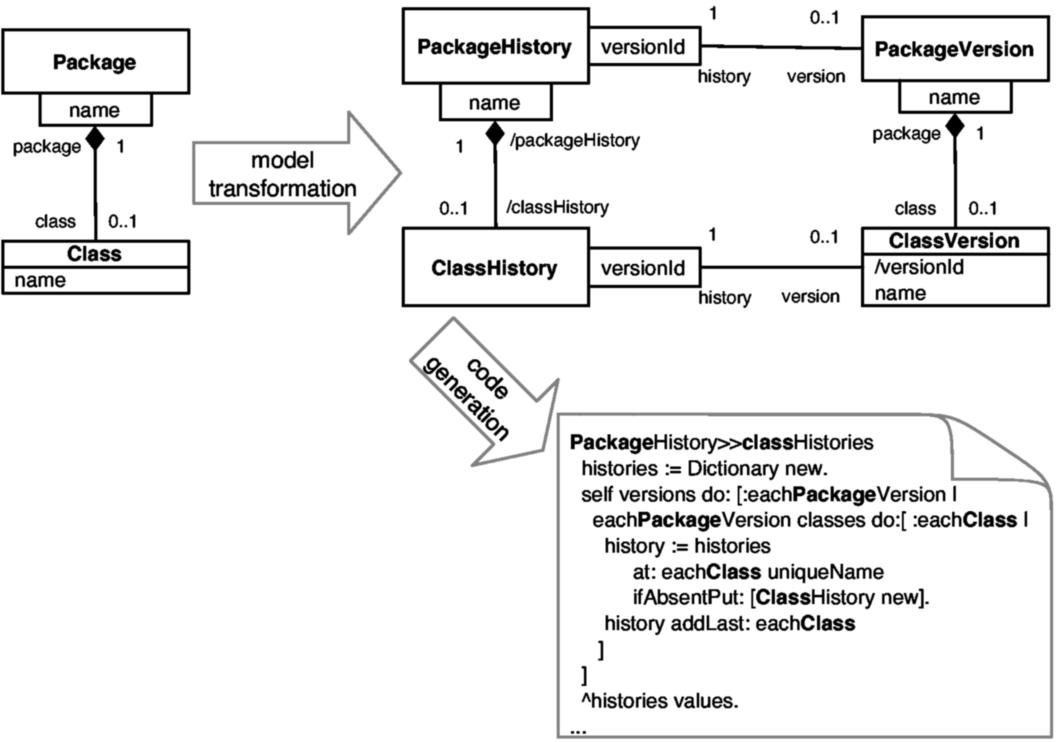 Package
name
package 1
class 0..1
Class
name
model
transformation
PackageHistory
versionId
1 0..1
history version
PackageVersion
name
1 /packageHistory
0..1 /classHistory
name
package 1
class 0..1
ClassHistory
versionId
1 0..1
history version
ClassVersion
/versionId
name
code
generation
PackageHistory>>classHistories
histories := Dictionary new.
self versions do: [:eachPackageVersion |
eachPackageVersion classes do:[ :eachClass |
history := histories
at: eachClass uniqueName
ifAbsentPut: [ClassHistory new].
history addLast: eachClass
]
]
^histories values.
...